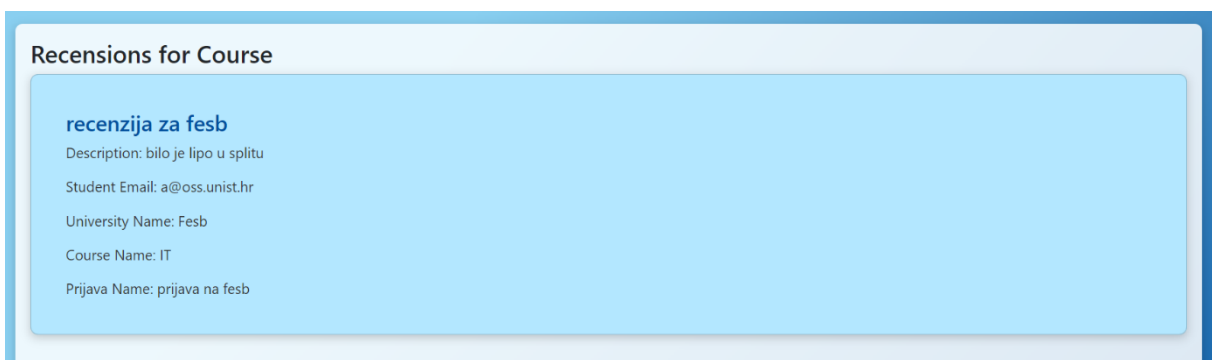 Recensions for Course
recenzija za fesb
Description: bilo je lipo u splitu
Student Email: a@oss.unist.hr
University Name: Fesb
Course Name: IT
Prijava Name: prijava na fesb